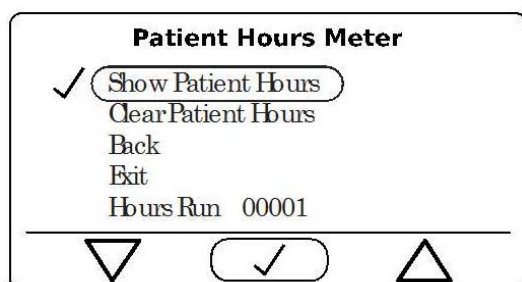 Patient Hours Meter
Show Patient Hours
Clear Patient Hours
Back
Exit
Hours Run 00001